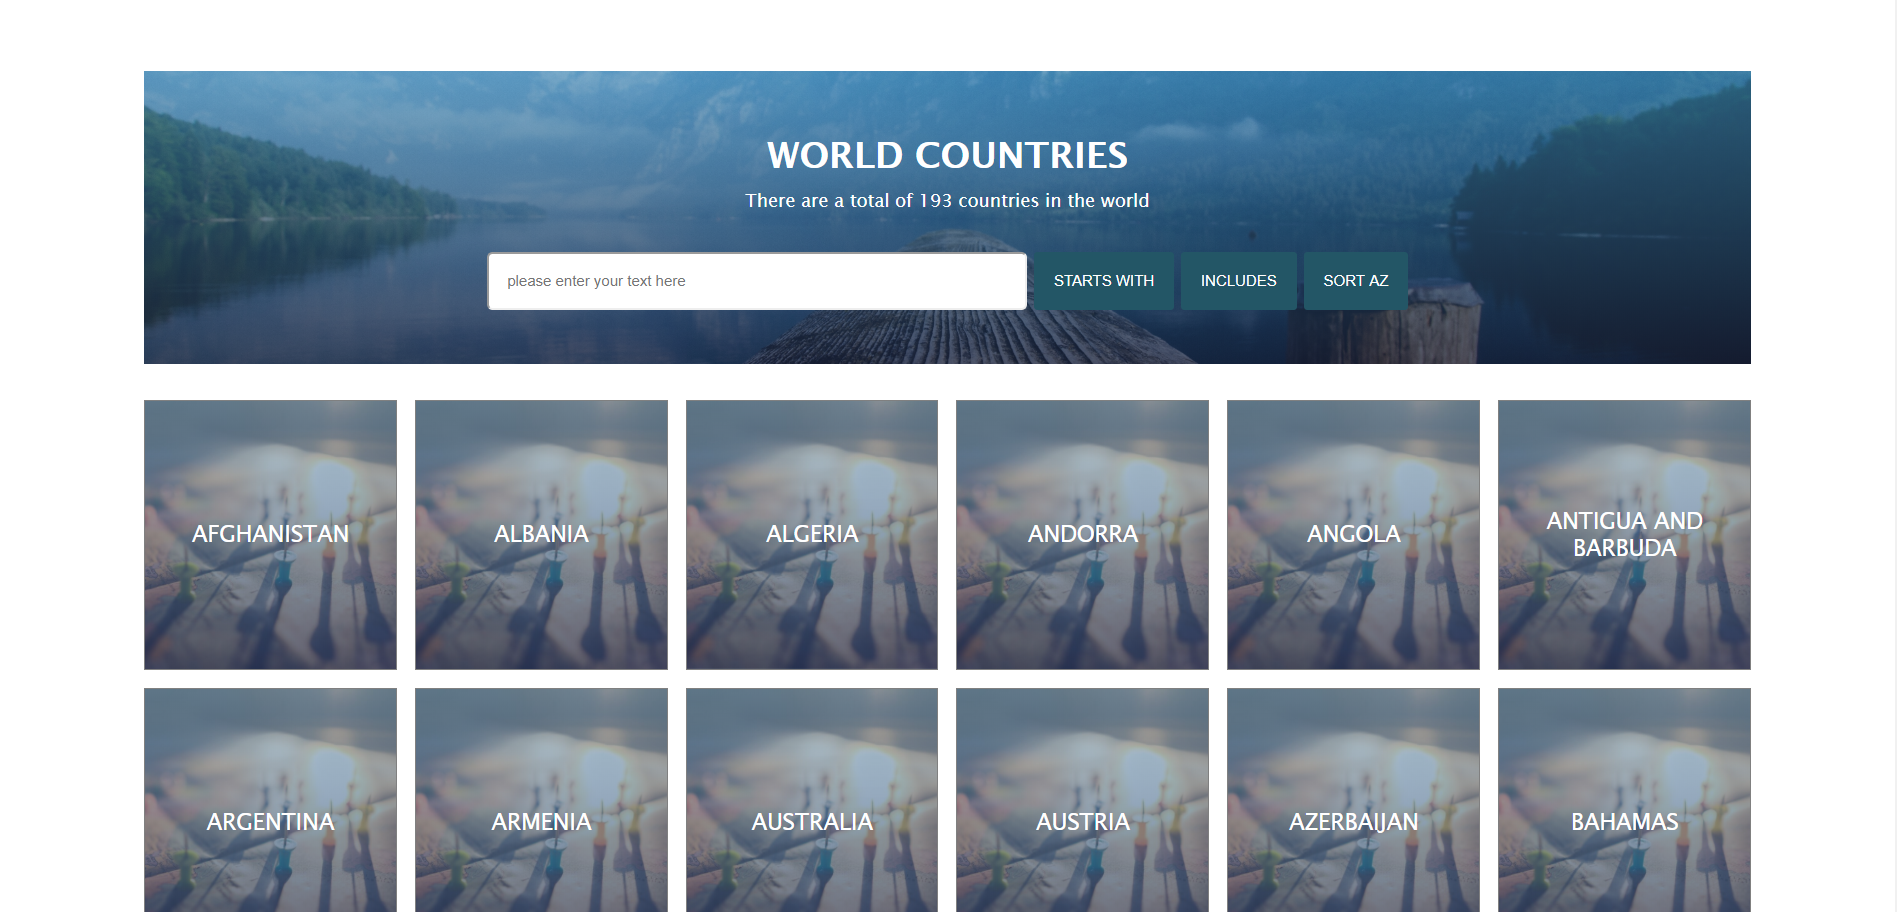 WORLD COUNTRIES
There are a total of 193 countries in the world
please enter your text here
STARTS WITH
INCLUDES
SORT AZ
AFGHANISTAN
ALBANIA
ALGERIA
ANDORRA
ANGOLA
ANTIGUA AND
BARBUDA
ARGENTINA
ARMENIA
AUSTRALIA
AUSTRIA
AZERBAIJAN
BAHAMAS